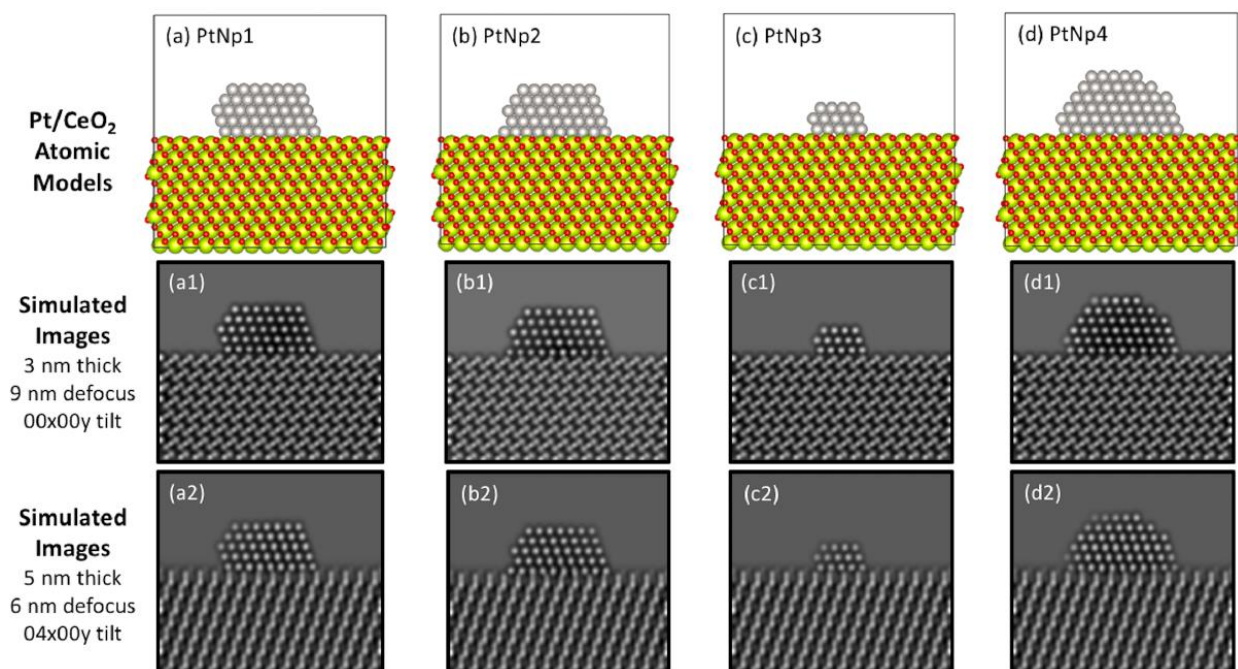 (a) PtNp1
(b) PtNp2
(c) PtNp3
(d) PtNp4
Pt/CeO₂
Atomic
Models
(a1)
(b1)
(c1)
(d1)
Simulated
Images
3 nm thick
9 nm defocus
00x00y tilt
(a2)
(b2)
(c2)
(d2)
Simulated
Images
5 nm thick
6 nm defocus
04x00y tilt